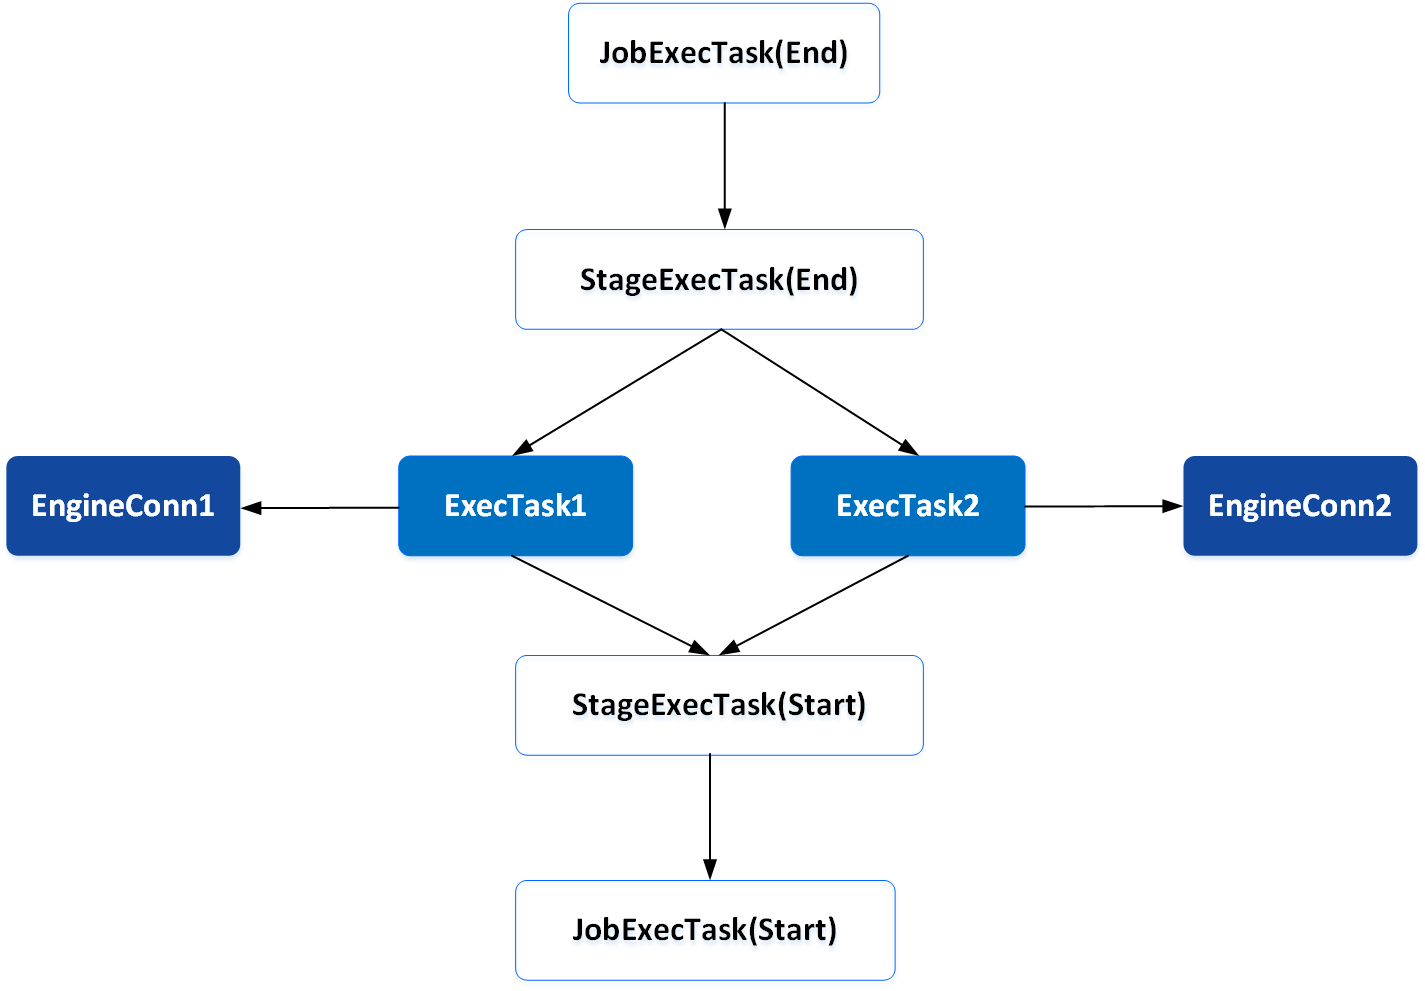 JobExecTask(End)
StageExecTask(End)
EngineConn1
ExecTask1
ExecTask2
EngineConn2
StageExecTask(Start)
JobExecTask(Start)